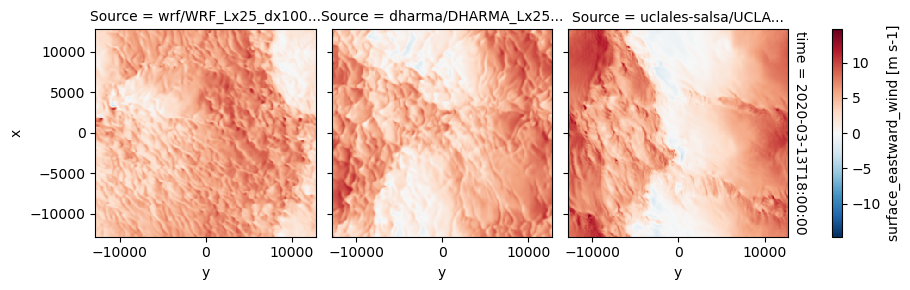 Source = wrf/WRF_Lx25_dx100...
Source = dharma/DHARMA_Lx25...
Source = uclales-salsa/UCLA...
10000
5000
0
−5000
−10000
x
−10000
0
10000
y
−10000
0
10000
y
−10000
0
10000
y
time = 2020-03-13T18:00:00
10
5
0
−5
−10
surface_eastward_wind [m s-1]